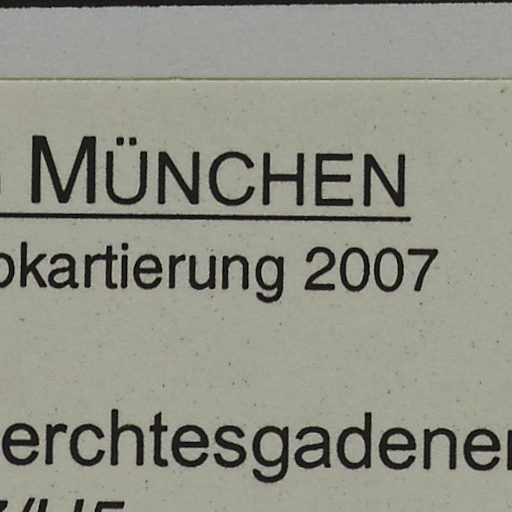 MÜNCHEN
okartierung 2007
erchtesgadener